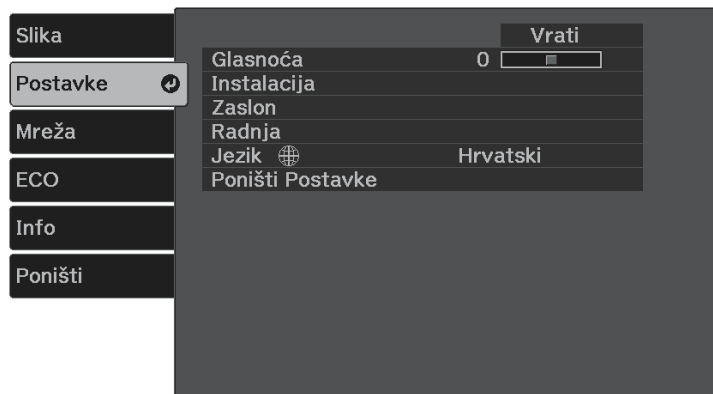 Slika
Postavke
Mreža
ECO
Info
Poništi
Vrati
Glasnoća 0
Instalacija
Zaslon
Radnja
Jezik Hrvatski
Poništi Postavke